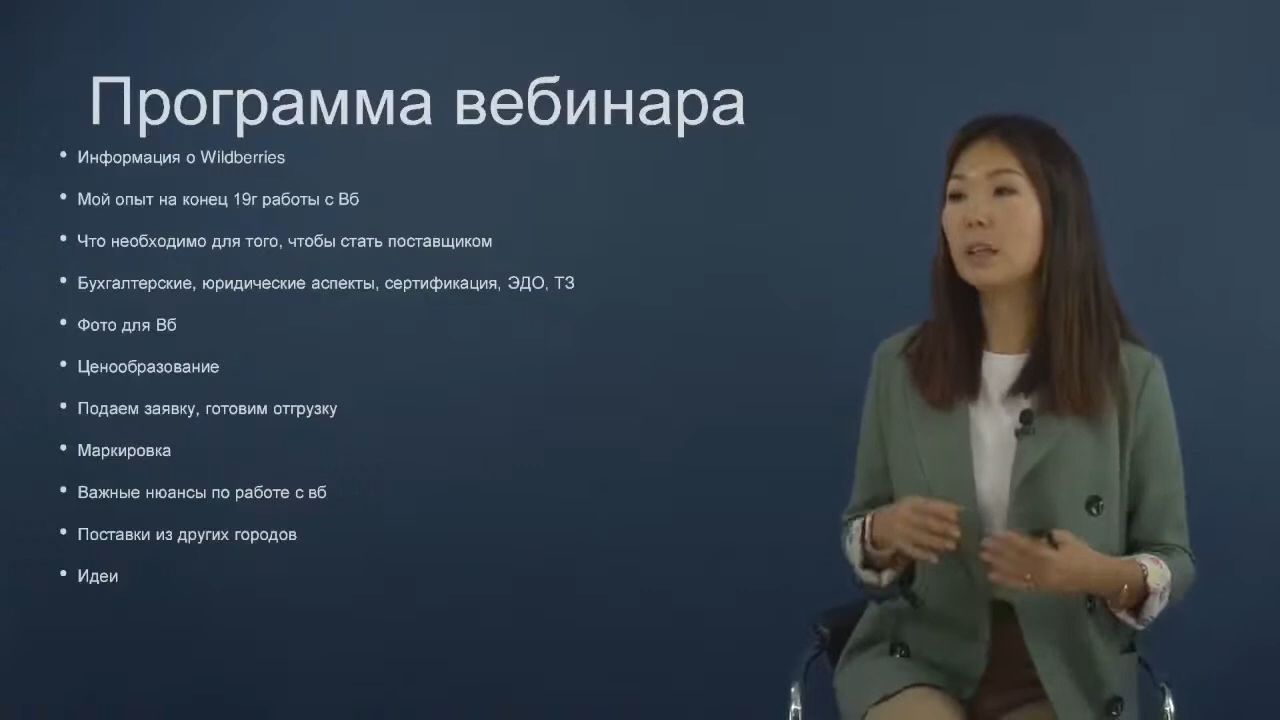 Программа вебинара
• Информация о Wildberries
• Мой опыт на конец 19г работы с Вб
• Что необходимо для того, чтобы стать поставщиком
• Бухгалтерские, юридические аспекты, сертификация, ЭДО, ТЗ
• Фото для Вб
• Ценообразование
• Подаем заявку, готовим отгрузку
• Маркировка
• Важные нюансы по работе с вб
• Поставки из других городов
• Идеи